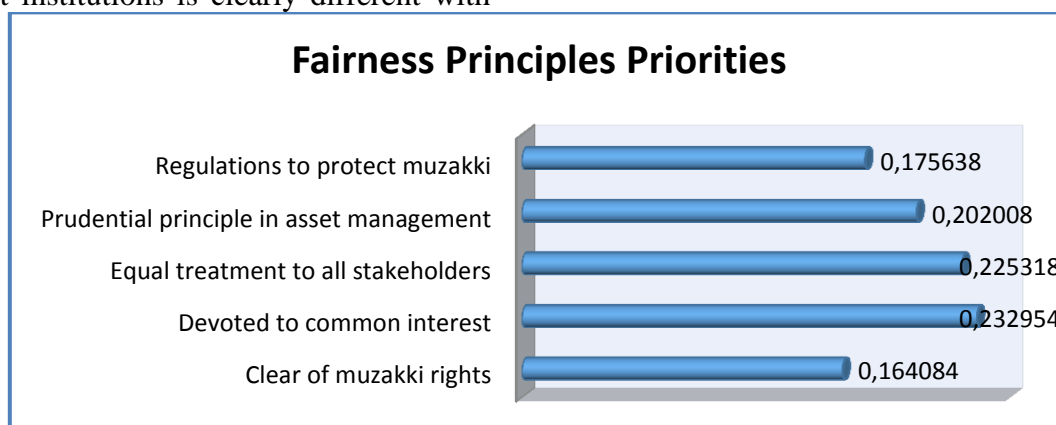 t institutions is clearly different with
Fairness Principles Priorities
Regulations to protect muzakki 0,175638
Prudential principle in asset management 0,202008
Equal treatment to all stakeholders 0,225318
Devoted to common interest 0,232954
Clear of muzakki rights 0,164084